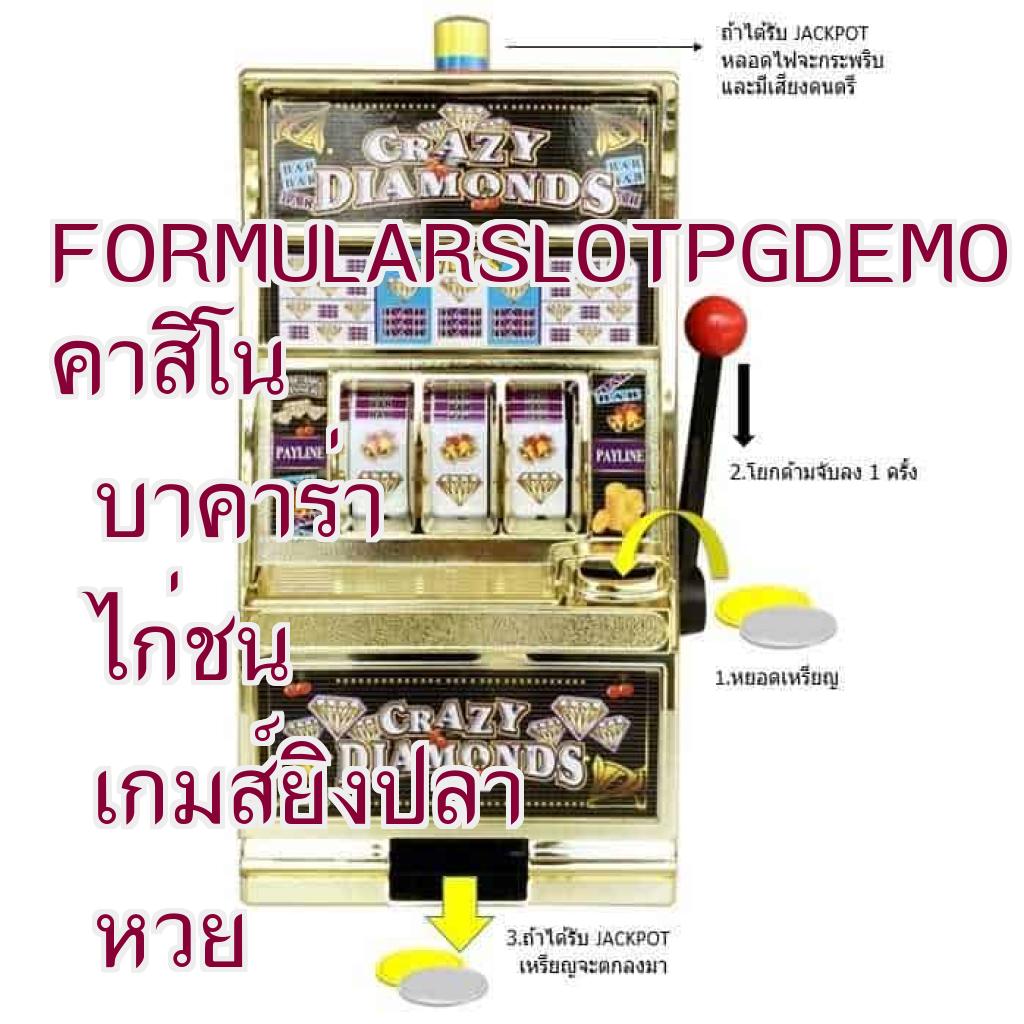 ถ้าได้รับ JACKPOT
หลอดไฟจะกระพริบ
และมีเสียงดนตรี
CRAZY
DIAMONDS
BAR
BAR
FORMULARSLOTPGDEMO
คาสิโน
PAYLINE
PAYLINE
2.โยกด้ามจับลง 1 ครั้ง
บาคาร่า
ไก่ชน
1.หยอดเหรียญ
CRAZY
DIAMONDS
เกมส์ยิงปลา
หวย
3.ถ้าได้รับ JACKPOT
เหรียญจะตกลงมา